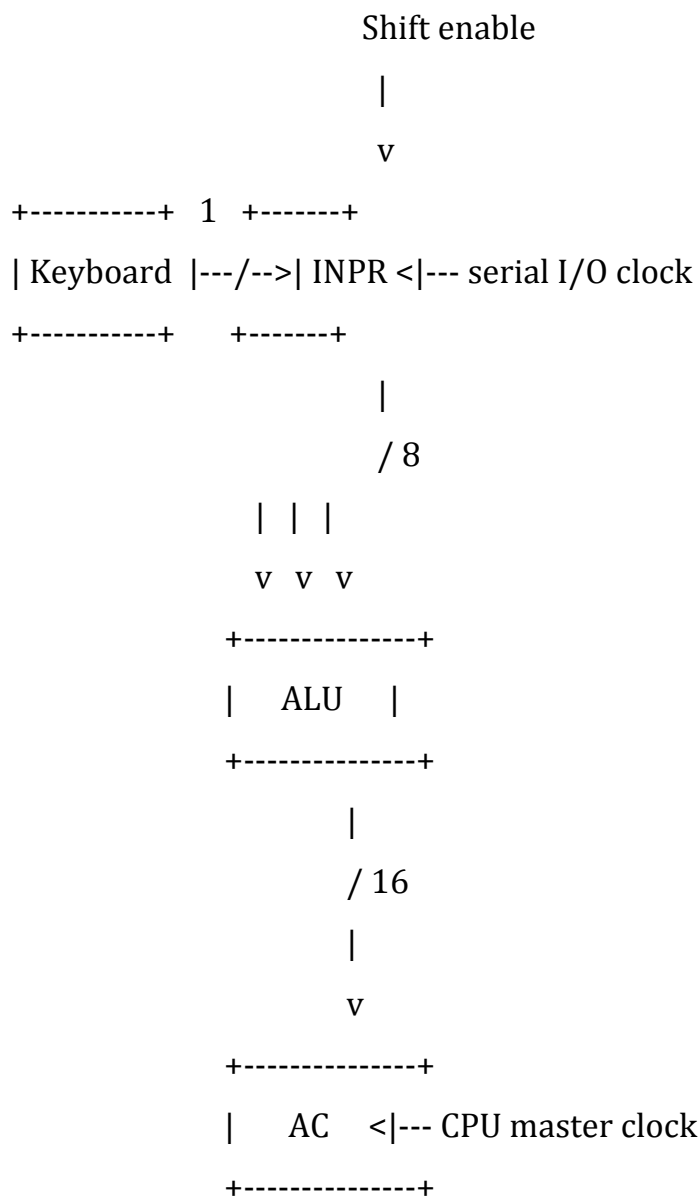 Shift enable
|
v
+-----------+ 1 +-------+
| Keyboard |---/-->| INPR <|--- serial I/O clock
+-----------+ +-------+
|
/ 8
| | |
v v v
+---------------+
| ALU |
+---------------+
|
/ 16
|
v
+---------------+
| AC <|--- CPU master clock
+---------------+